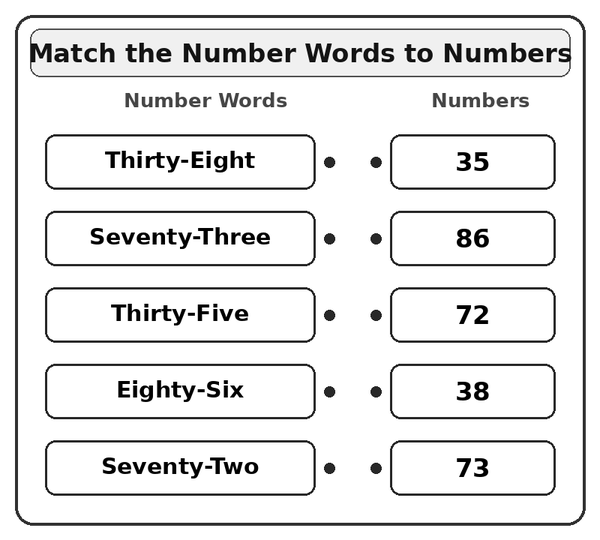 Match the Number Words to Numbers
Number Words Numbers
Thirty-Eight 35
Seventy-Three 86
Thirty-Five 72
Eighty-Six 38
Seventy-Two 73